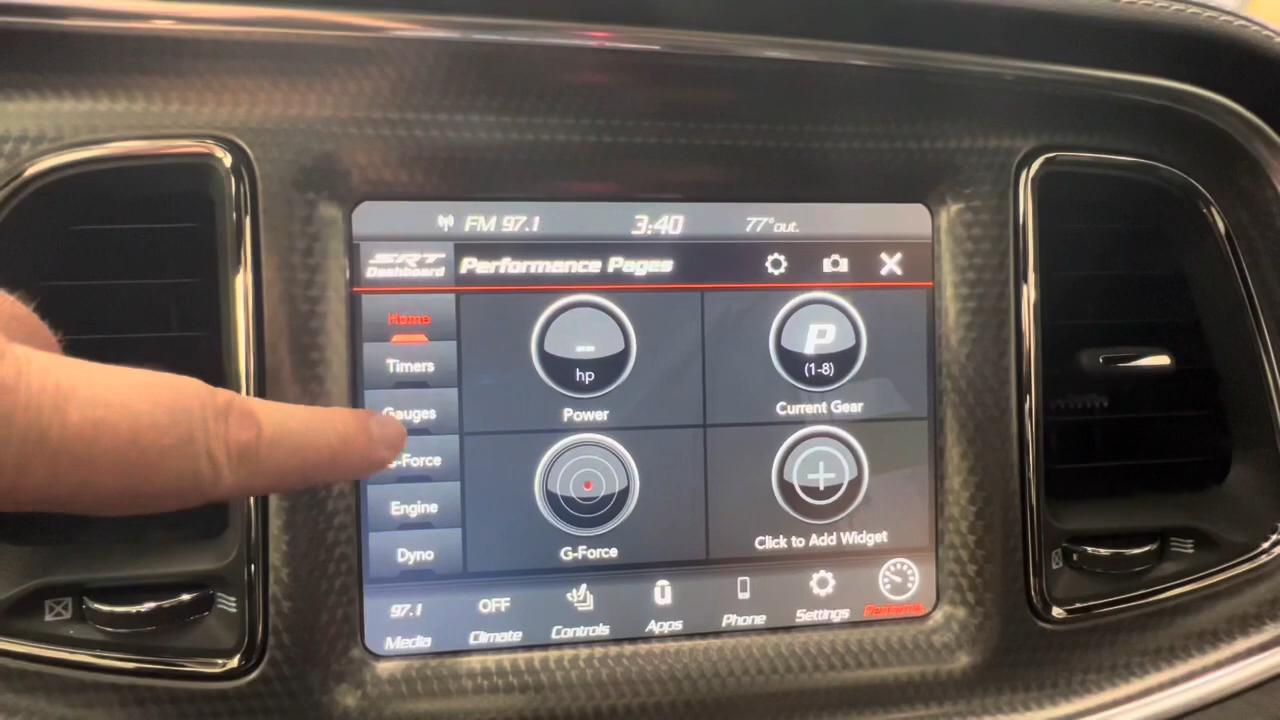 FM 97.1 3:40 77° out.
SRT
Dashboard
Performance Pages
Home
Timers
Gauges
G-Force
Engine
Dyno
--
hp
Power
P
(1-8)
Current Gear
G-Force
Click to Add Widget
97.1
Media
OFF
Climate
Controls
Apps
Phone
Settings